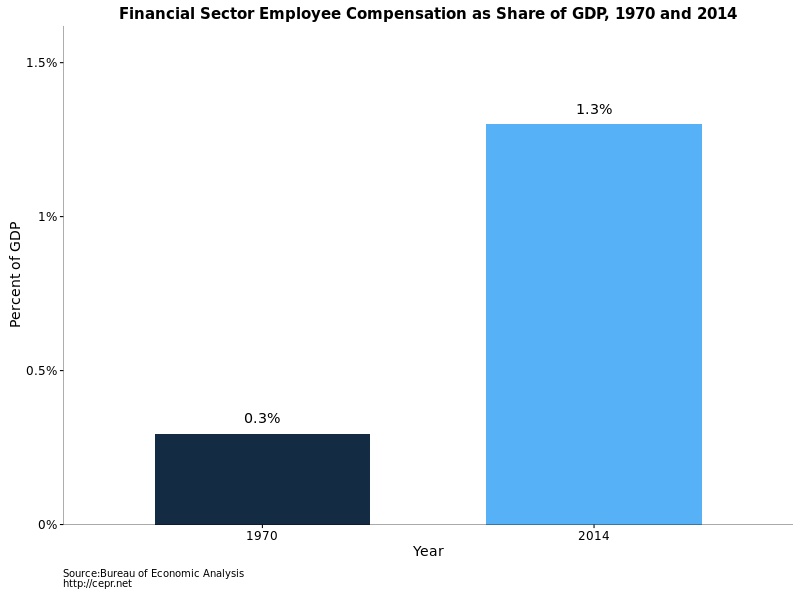 Financial Sector Employee Compensation as Share of GDP, 1970 and 2014
1.5%
1.3%
1%
Percent of GDP
0.5%
0.3%
0%
1970
2014
Year
Source:Bureau of Economic Analysis
http://cepr.net